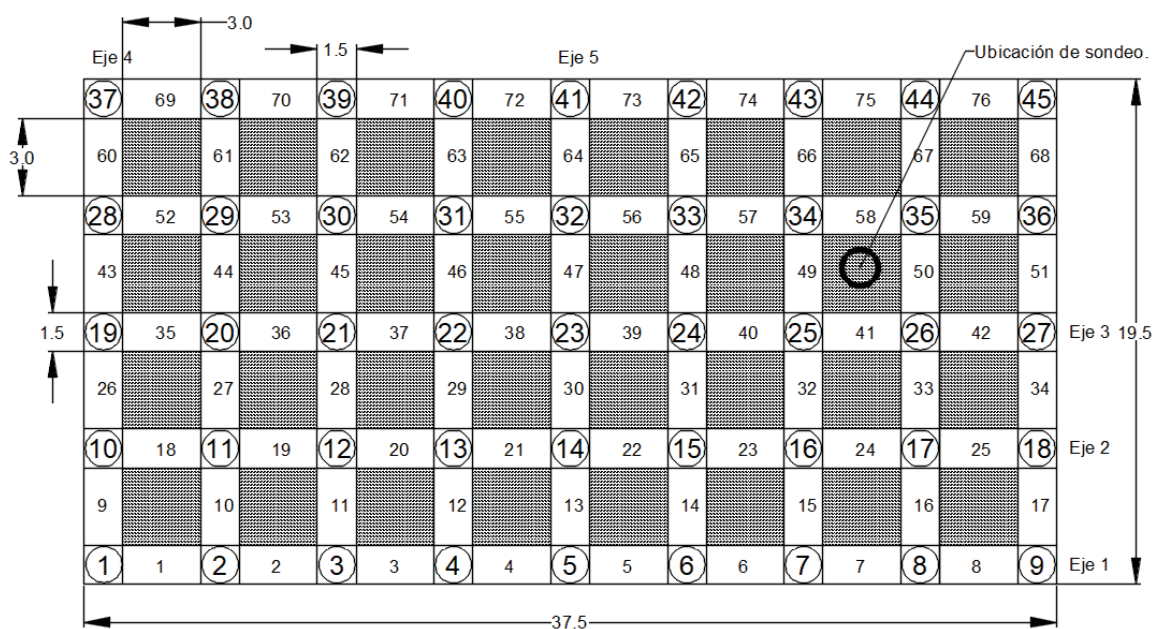 3.0
Eje 4 1.5 Eje 5 Ubicación de sondeo.
37 69 38 70 39 71 40 72 41 73 42 74 43 75 44 76 45
3.0 60 61 62 63 64 65 66 67 68
28 52 29 53 30 54 31 55 32 56 33 57 34 58 35 59 36
43 44 45 46 47 48 49 50 51
1.5 19 35 20 36 21 37 22 38 23 39 24 40 25 41 26 42 27 Eje 3 19.5
26 27 28 29 30 31 32 33 34
10 18 11 19 12 20 13 21 14 22 15 23 16 24 17 25 18 Eje 2
9 10 11 12 13 14 15 16 17
1 1 2 2 3 3 4 4 5 5 6 6 7 7 8 8 9 Eje 1
37.5